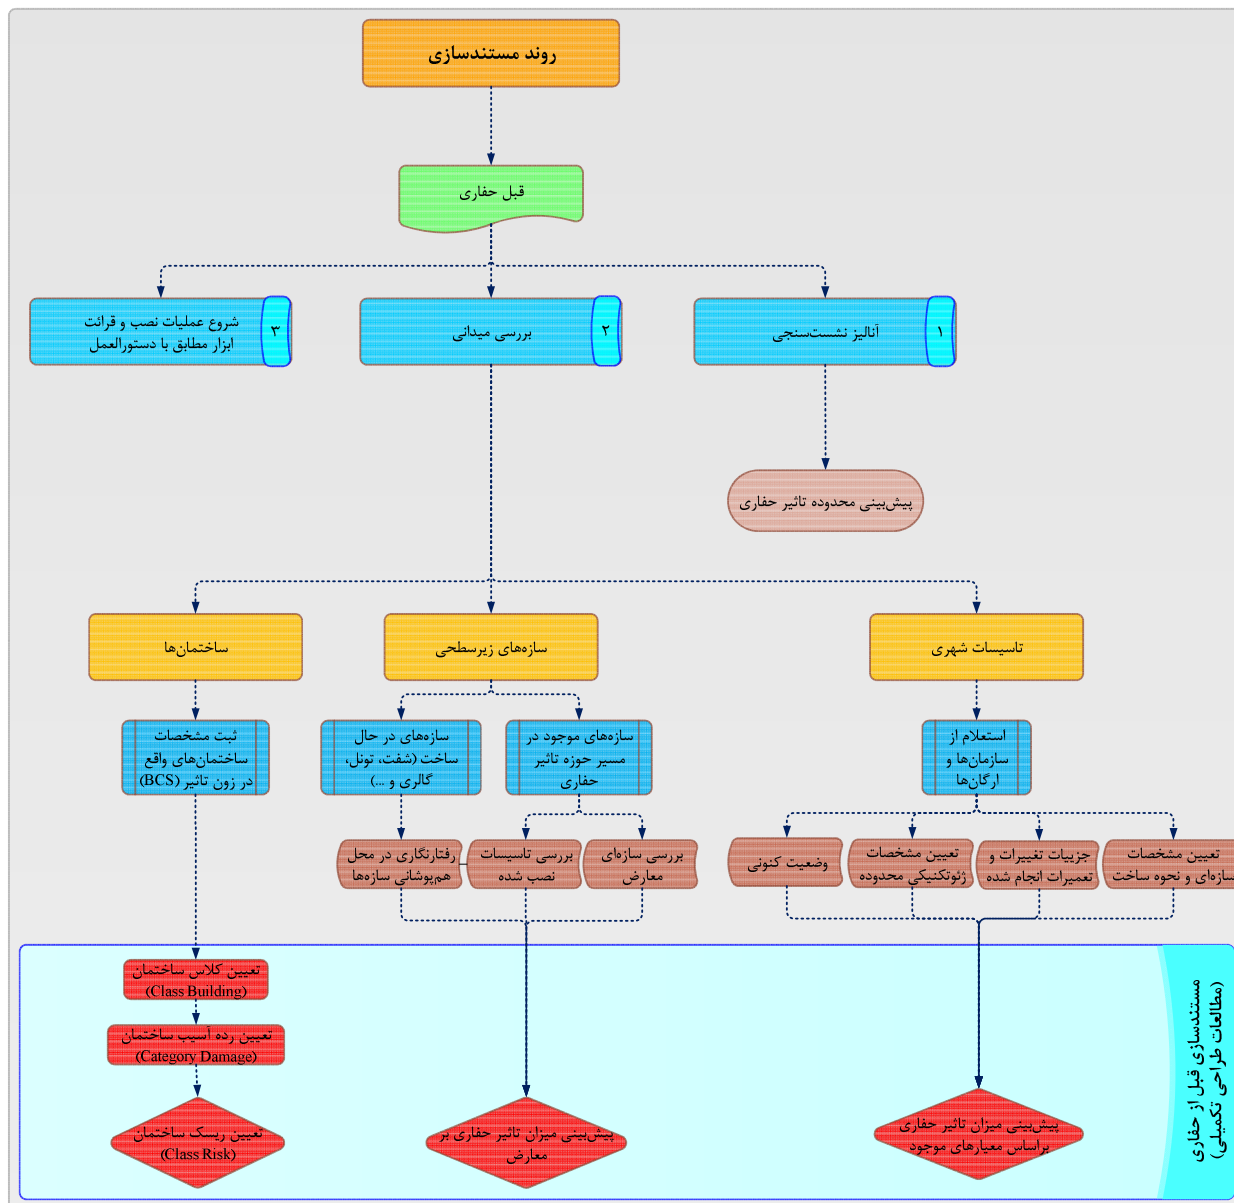 روند مستندسازی
قبل حفاری
۱
آنالیز نشست‌سنجی
۲
بررسی میدانی
۳
شروع عملیات نصب و قرائت
ابزار مطابق با دستورالعمل
پیش‌بینی محدوده تاثیر حفاری
تاسیسات شهری
سازه‌های زیرسطحی
ساختمان‌ها
استعلام از
سازمان‌ها و
ارگان‌ها
سازه‌های موجود در
مسیر حوزه تاثیر
حفاری
سازه‌های در حال
ساخت (شفت، تونل،
گالری و ...)
ثبت مشخصات
ساختمان‌های واقع
در زون تاثیر (BCS)
تعیین مشخصات
سازه‌ای و نحوه ساخت
جزییات تغییرات و
تعمیرات انجام شده
تعیین مشخصات
ژئوتکنیکی محدوده
وضعیت کنونی
بررسی سازه‌ای
معارض
بررسی تاسیسات
نصب شده
رفتارنگاری در محل
هم‌پوشانی سازه‌ها
مستندسازی قبل از حفاری
(مطالعات طراحی تکمیلی)
تعیین کلاس ساختمان
(Class Building)
تعیین رده آسیب ساختمان
(Category Damage)
پیش‌بینی میزان تاثیر حفاری
براساس معیارهای موجود
پیش‌بینی میزان تاثیر حفاری بر
معارض
تعیین ریسک ساختمان
(Class Risk)